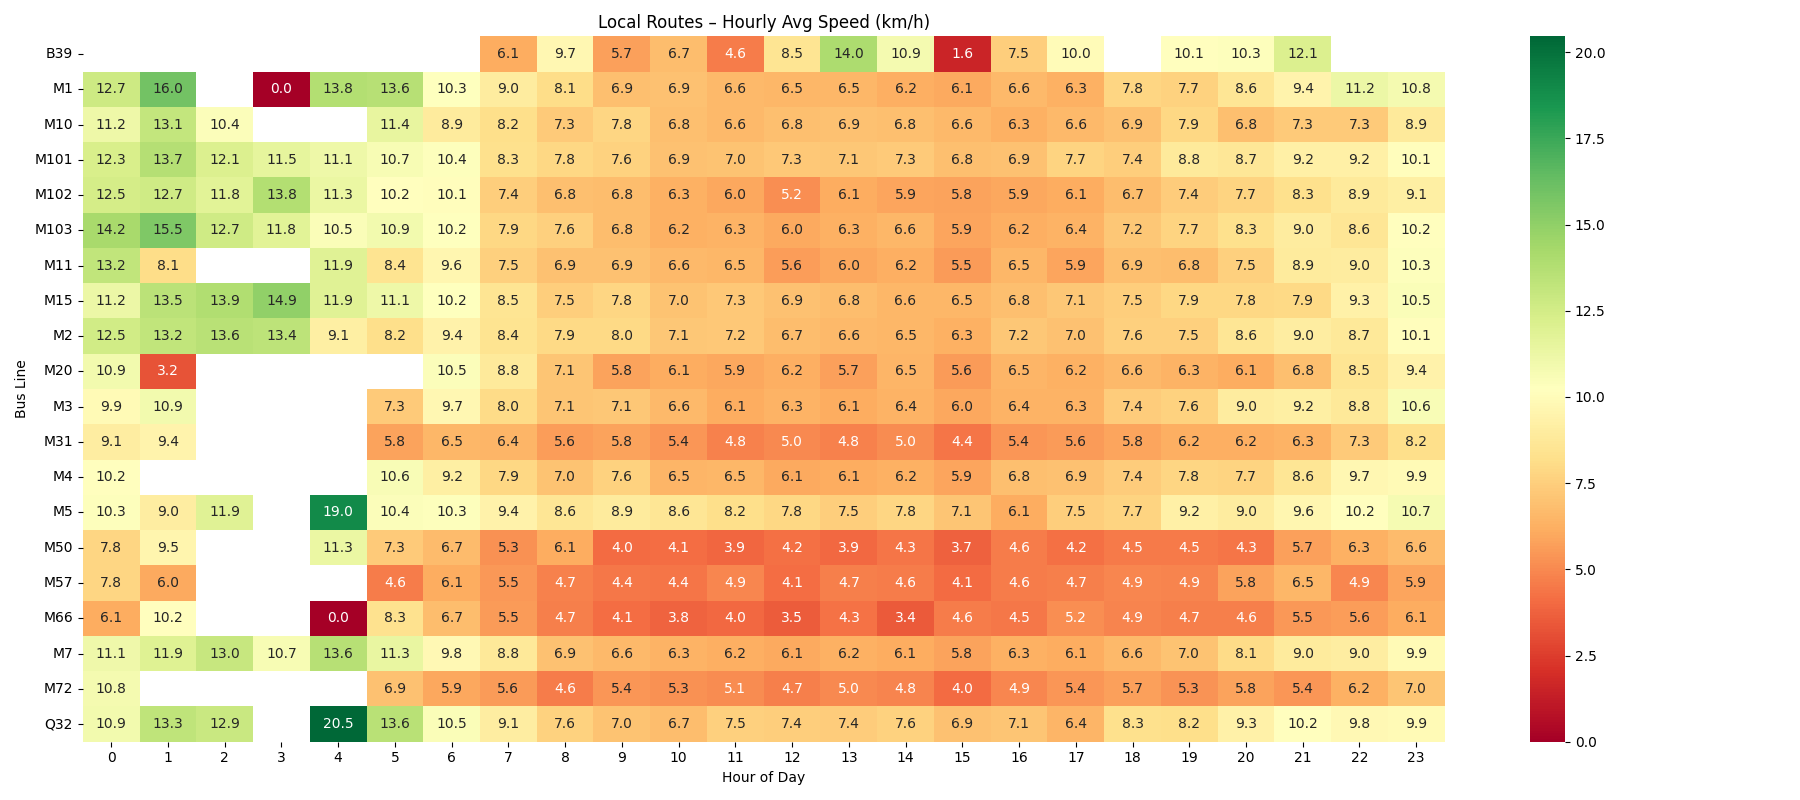 Local Routes – Hourly Avg Speed (km/h)
B39 6.1 9.7 5.7 6.7 4.6 8.5 14.0 10.9 1.6 7.5 10.0 10.1 10.3 12.1
M1 12.7 16.0 0.0 13.8 13.6 10.3 9.0 8.1 6.9 6.9 6.6 6.5 6.5 6.2 6.1 6.6 6.3 7.8 7.7 8.6 9.4 11.2 10.8
M10 11.2 13.1 10.4 11.4 8.9 8.2 7.3 7.8 6.8 6.6 6.8 6.9 6.8 6.6 6.3 6.6 6.9 7.9 6.8 7.3 7.3 8.9
M101 12.3 13.7 12.1 11.5 11.1 10.7 10.4 8.3 7.8 7.6 6.9 7.0 7.3 7.1 7.3 6.8 6.9 7.7 7.4 8.8 8.7 9.2 9.2 10.1
M102 12.5 12.7 11.8 13.8 11.3 10.2 10.1 7.4 6.8 6.8 6.3 6.0 5.2 6.1 5.9 5.8 5.9 6.1 6.7 7.4 7.7 8.3 8.9 9.1
M103 14.2 15.5 12.7 11.8 10.5 10.9 10.2 7.9 7.6 6.8 6.2 6.3 6.0 6.3 6.6 5.9 6.2 6.4 7.2 7.7 8.3 9.0 8.6 10.2
M11 13.2 8.1 11.9 8.4 9.6 7.5 6.9 6.9 6.6 6.5 5.6 6.0 6.2 5.5 6.5 5.9 6.9 6.8 7.5 8.9 9.0 10.3
M15 11.2 13.5 13.9 14.9 11.9 11.1 10.2 8.5 7.5 7.8 7.0 7.3 6.9 6.8 6.6 6.5 6.8 7.1 7.5 7.9 7.8 7.9 9.3 10.5
M2 12.5 13.2 13.6 13.4 9.1 8.2 9.4 8.4 7.9 8.0 7.1 7.2 6.7 6.6 6.5 6.3 7.2 7.0 7.6 7.5 8.6 9.0 8.7 10.1
M20 10.9 3.2 10.5 8.8 7.1 5.8 6.1 5.9 6.2 5.7 6.5 5.6 6.5 6.2 6.6 6.3 6.1 6.8 8.5 9.4
M3 9.9 10.9 7.3 9.7 8.0 7.1 7.1 6.6 6.1 6.3 6.1 6.4 6.0 6.4 6.3 7.4 7.6 9.0 9.2 8.8 10.6
M31 9.1 9.4 5.8 6.5 6.4 5.6 5.8 5.4 4.8 5.0 4.8 5.0 4.4 5.4 5.6 5.8 6.2 6.2 6.3 7.3 8.2
M4 10.2 10.6 9.2 7.9 7.0 7.6 6.5 6.5 6.1 6.1 6.2 5.9 6.8 6.9 7.4 7.8 7.7 8.6 9.7 9.9
M5 10.3 9.0 11.9 19.0 10.4 10.3 9.4 8.6 8.9 8.6 8.2 7.8 7.5 7.8 7.1 6.1 7.5 7.7 9.2 9.0 9.6 10.2 10.7
M50 7.8 9.5 11.3 7.3 6.7 5.3 6.1 4.0 4.1 3.9 4.2 3.9 4.3 3.7 4.6 4.2 4.5 4.5 4.3 5.7 6.3 6.6
M57 7.8 6.0 4.6 6.1 5.5 4.7 4.4 4.4 4.9 4.1 4.7 4.6 4.1 4.6 4.7 4.9 4.9 5.8 6.5 4.9 5.9
M66 6.1 10.2 0.0 8.3 6.7 5.5 4.7 4.1 3.8 4.0 3.5 4.3 3.4 4.6 4.5 5.2 4.9 4.7 4.6 5.5 5.6 6.1
M7 11.1 11.9 13.0 10.7 13.6 11.3 9.8 8.8 6.9 6.6 6.3 6.2 6.1 6.2 6.1 5.8 6.3 6.1 6.6 7.0 8.1 9.0 9.0 9.9
M72 10.8 6.9 5.9 5.6 4.6 5.4 5.3 5.1 4.7 5.0 4.8 4.0 4.9 5.4 5.7 5.3 5.8 5.4 6.2 7.0
Q32 10.9 13.3 12.9 20.5 13.6 10.5 9.1 7.6 7.0 6.7 7.5 7.4 7.4 7.6 6.9 7.1 6.4 8.3 8.2 9.3 10.2 9.8 9.9
0 1 2 3 4 5 6 7 8 9 10 11 12 13 14 15 16 17 18 19 20 21 22 23
Hour of Day
Bus Line
20.0
17.5
15.0
12.5
10.0
7.5
5.0
2.5
0.0